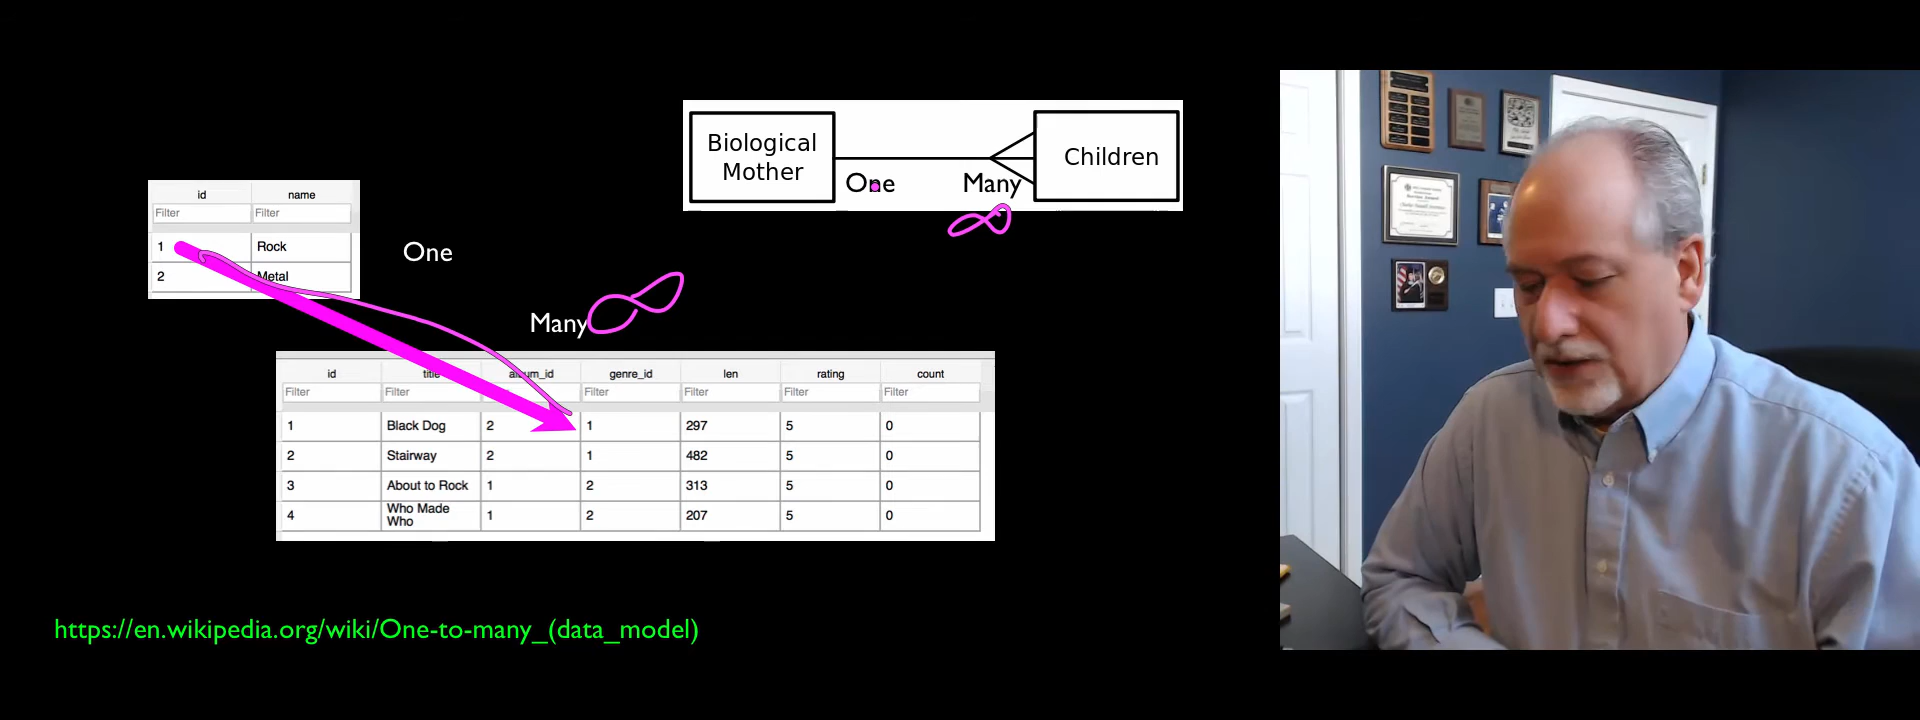 Biological
Mother
Children
One
Many
id name
Filter Filter
1 Rock
2 Metal
One
Many
id title album_id genre_id len rating count
Filter Filter Filter Filter Filter Filter Filter
1 Black Dog 2 1 297 5 0
2 Stairway 2 1 482 5 0
3 About to Rock 1 2 313 5 0
4 Who Made Who 1 2 207 5 0
https://en.wikipedia.org/wiki/One-to-many_(data_model)